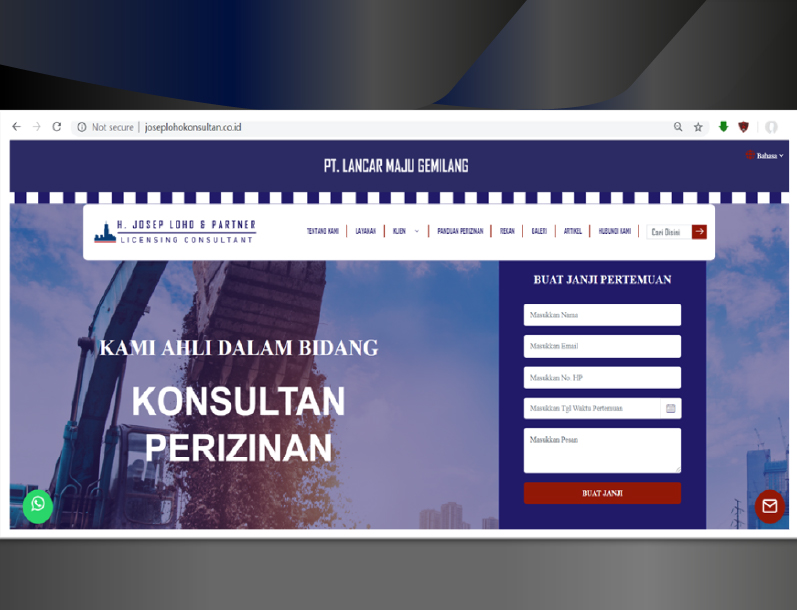 Not secure | joseplohokonsultan.co.id
PT. LANCAR MAJU GEMILANG
Bahasa
H. JOSEP LOHO & PARTNER
LICENSING CONSULTANT
TENTANG KAMI | LAYANAN | KLIEN | PANDUAN PERIZINAN | REKAN | GALERI | ARTIKEL | HUBUNGI KAMI | Cari Disini
BUAT JANJI PERTEMUAN
Masukkan Nama
Masukkan Email
Masukkan No. HP
Masukkan Tgl Waktu Pertemuan
Masukkan Pesan
BUAT JANJI
KAMI AHLI DALAM BIDANG
KONSULTAN
PERIZINAN